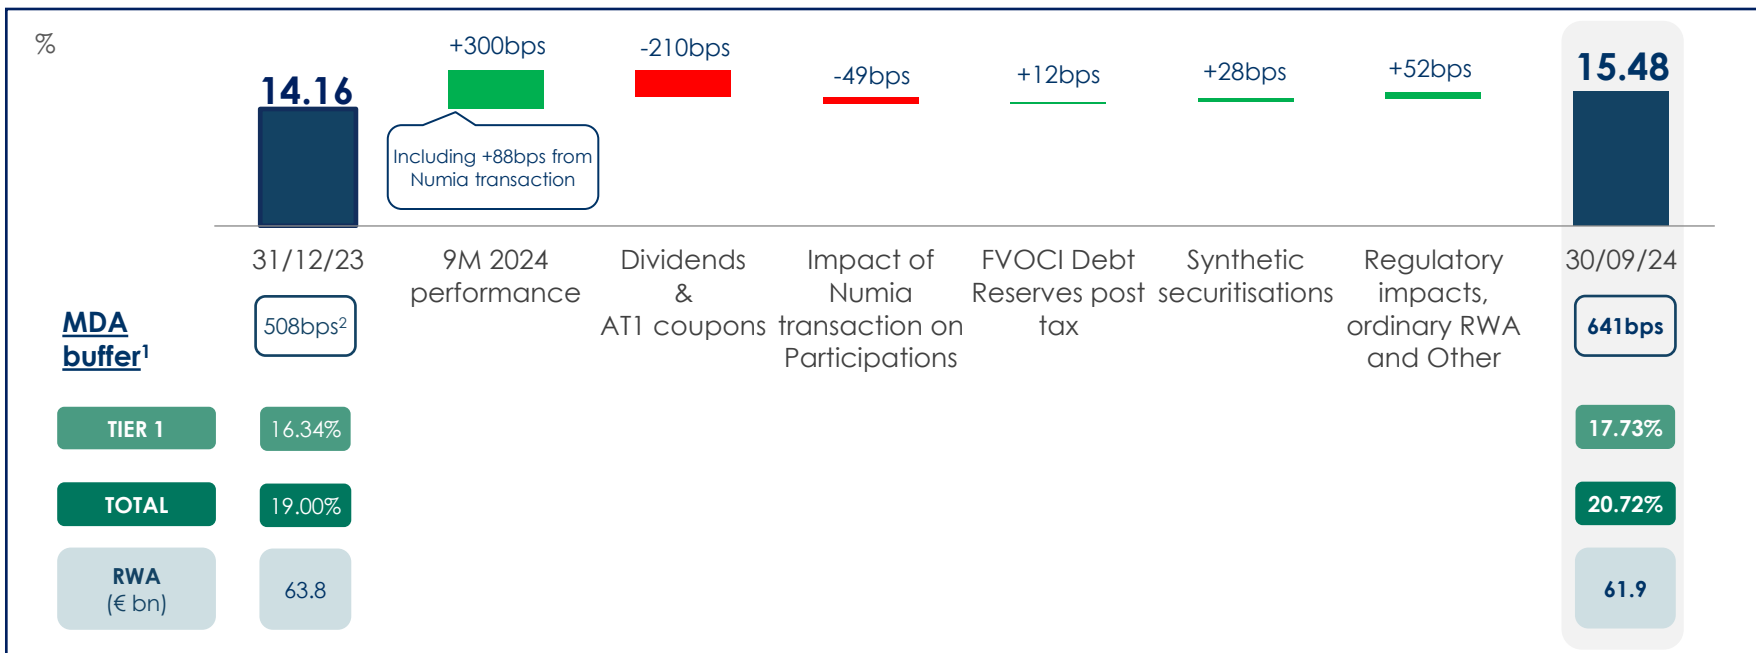 %
14.16
+300bps
-210bps
-49bps
+12bps
+28bps
+52bps
15.48
Including +88bps from
Numia transaction
31/12/23
9M 2024
performance
Dividends
&
AT1 coupons
Impact of
Numia
transaction on
Participations
FVOCI Debt
Reserves post
tax
Synthetic
securitisations
Regulatory
impacts,
ordinary RWA
and Other
30/09/24
MDA
buffer¹
508bps²
641bps
TIER 1
16.34%
17.73%
TOTAL
19.00%
20.72%
RWA
(€ bn)
63.8
61.9